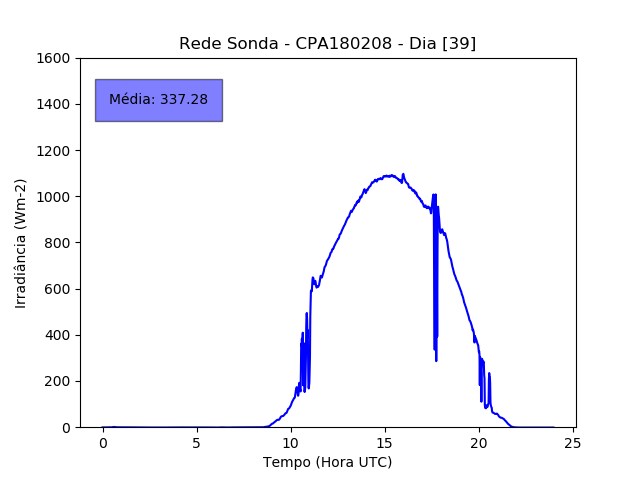 Rede Sonda - CPA180208 - Dia [39]
1600
1400
1200
1000
800
600
400
200
0
Irradiância (Wm-2)
Média: 337.28
0 5 10 15 20 25
Tempo (Hora UTC)